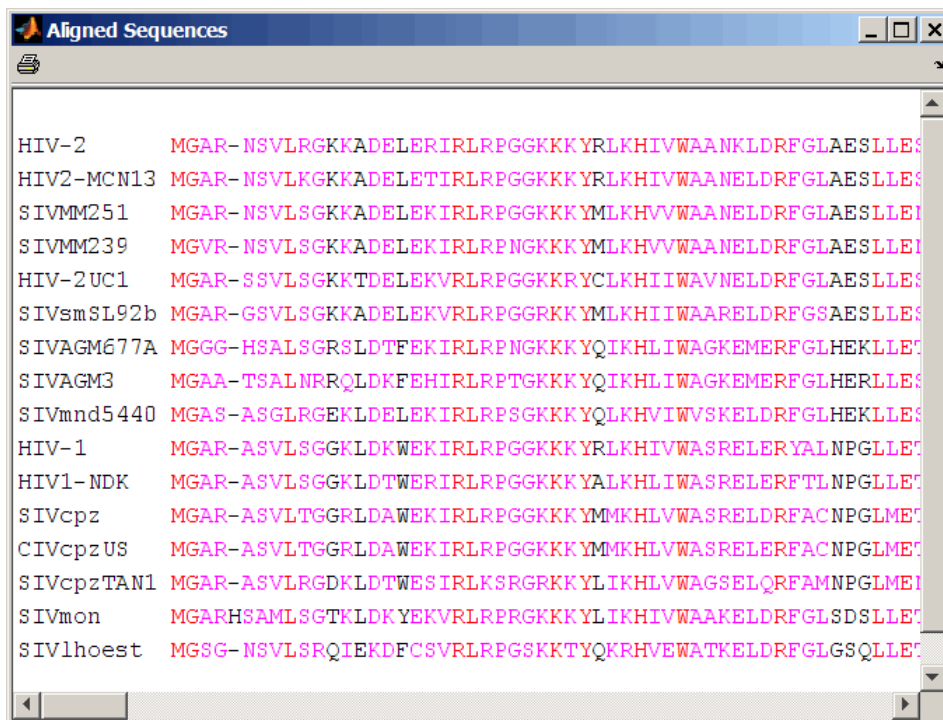 Aligned Sequences
HIV-2 MGAR-NSVLRGKKADELERIRLRPGGKKKYRLKHIVWAANKLDRFGLAESLLES
HIV2-MCN13 MGAR-NSVLKGKKADELETIRLRPGGKKKYRLKHIVWAANELDRFGLAESLLES
SIVMM251 MGAR-NSVLSGKKADELEKIRLRPGGKKKYMLKHVVWAANELDRFGLAESLLEN
SIVMM239 MGVR-NSVLSGKKADELEKIRLRPNGKKKYMLKHVVWAANELDRFGLAESLLEN
HIV-2UC1 MGAR-SSVLSGKKTDELEKVRLRPGGKKRYCLKHIIWAVNELDRFGLAESLLES
SIVsmSL92b MGAR-GSVLSGKKADELEKVRLRPGGRKKYMLKHIIWAARELDRFGSAESLLES
SIVAGM677A MGGG-HSALSGRSLDTFEKIRLRPNGKKKYQIKHLIWAGKEMERFGLHEKLLET
SIVAGM3 MGAA-TSALNRRQLDKFEHIRLRPTGKKKYQIKHLIWAGKEMERFGLHERLLES
SIVmnd5440 MGAS-ASGLRGEKLDELEKIRLRPSGKKKYQLKHVIWVSKELDRFGLHEKLLES
HIV-1 MGAR-ASVLSGGKLDKWEKIRLRPGGKKKYRLKHIVWASRELERYALNPGLLET
HIV1-NDK MGAR-ASVLSGGKLDTWERIRLRPGGKKKYALKHLIWASRELERFTLNPGLLET
SIVcpz MGAR-ASVLTGGRLDAWEKIRLRPGGKKKYMMKHLVWASRELDRFACNPGLMET
CIVcpzUS MGAR-ASVLTGGRLDAWEKIRLRPGGKKKYMMKHLVWASRELERFACNPGLMET
SIVcpzTAN1 MGAR-ASVLRGDKLDTWESIRLKSRGRKKYLIKHLVWAGSELQRFAMNPGLMEN
SIVmon MGARHSAMLSGTKLDKYEKVRLRPRGKKKYLIKHIVWAAKELDRFGLSDSLLET
SIVlhoest MGSG-NSVLSRQIEKDFCSVRLRPGSKKTYQKRHVEWATKELDRFGLGSQLLET